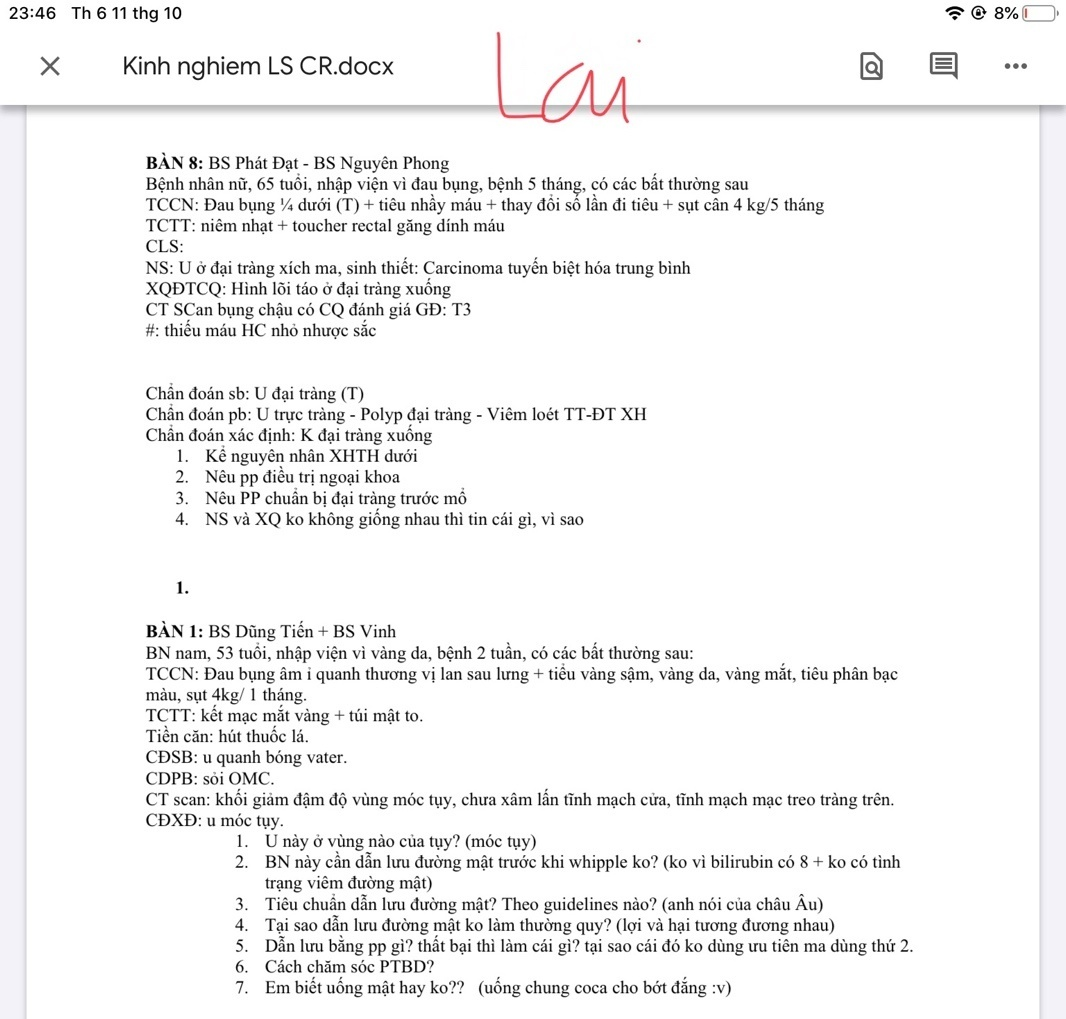 23:46 Th 6 11 thg 10
8%
Kinh nghiem LS CR.docx
Lại
BÀN 8: BS Phát Đạt - BS Nguyên Phong
Bệnh nhân nữ, 65 tuổi, nhập viện vì đau bụng, bệnh 5 tháng, có các bất thường sau
TCCN: Đau bụng ¼ dưới (T) + tiêu nhầy máu + thay đổi số lần đi tiêu + sụt cân 4 kg/5 tháng
TCTT: niêm nhạt + toucher rectal găng dính máu
CLS:
NS: U ở đại tràng xích ma, sinh thiết: Carcinoma tuyến biệt hóa trung bình
XQĐTCQ: Hình lõi táo ở đại tràng xuống
CT SCan bụng chậu có CQ đánh giá GĐ: T3
#: thiếu máu HC nhỏ nhược sắc
Chẩn đoán sb: U đại tràng (T)
Chẩn đoán pb: U trực tràng - Polyp đại tràng - Viêm loét TT-ĐT XH
Chẩn đoán xác định: K đại tràng xuống
1. Kể nguyên nhân XHTH dưới
2. Nêu pp điều trị ngoại khoa
3. Nêu PP chuẩn bị đại tràng trước mổ
4. NS và XQ ko không giống nhau thì tin cái gì, vì sao
1.
BÀN 1: BS Dũng Tiến + BS Vinh
BN nam, 53 tuổi, nhập viện vì vàng da, bệnh 2 tuần, có các bất thường sau:
TCCN: Đau bụng âm ỉ quanh thương vị lan sau lưng + tiểu vàng sậm, vàng da, vàng mắt, tiêu phân bạc
màu, sụt 4kg/ 1 tháng.
TCTT: kết mạc mắt vàng + túi mật to.
Tiền căn: hút thuốc lá.
CĐSB: u quanh bóng vater.
CDPB: sỏi OMC.
CT scan: khối giảm đậm độ vùng móc tụy, chưa xâm lấn tĩnh mạch cửa, tĩnh mạch mạc treo tràng trên.
CĐXĐ: u móc tụy.
1. U này ở vùng nào của tụy? (móc tụy)
2. BN này cần dẫn lưu đường mật trước khi whipple ko? (ko vì bilirubin có 8 + ko có tình
trạng viêm đường mật)
3. Tiêu chuẩn dẫn lưu đường mật? Theo guidelines nào? (anh nói của châu Âu)
4. Tại sao dẫn lưu đường mật ko làm thường quy? (lợi và hại tương đương nhau)
5. Dẫn lưu bằng pp gì? thất bại thì làm cái gì? tại sao cái đó ko dùng ưu tiên ma dùng thứ 2.
6. Cách chăm sóc PTBD?
7. Em biết uống mật hay ko?? (uống chung coca cho bớt đắng :v)